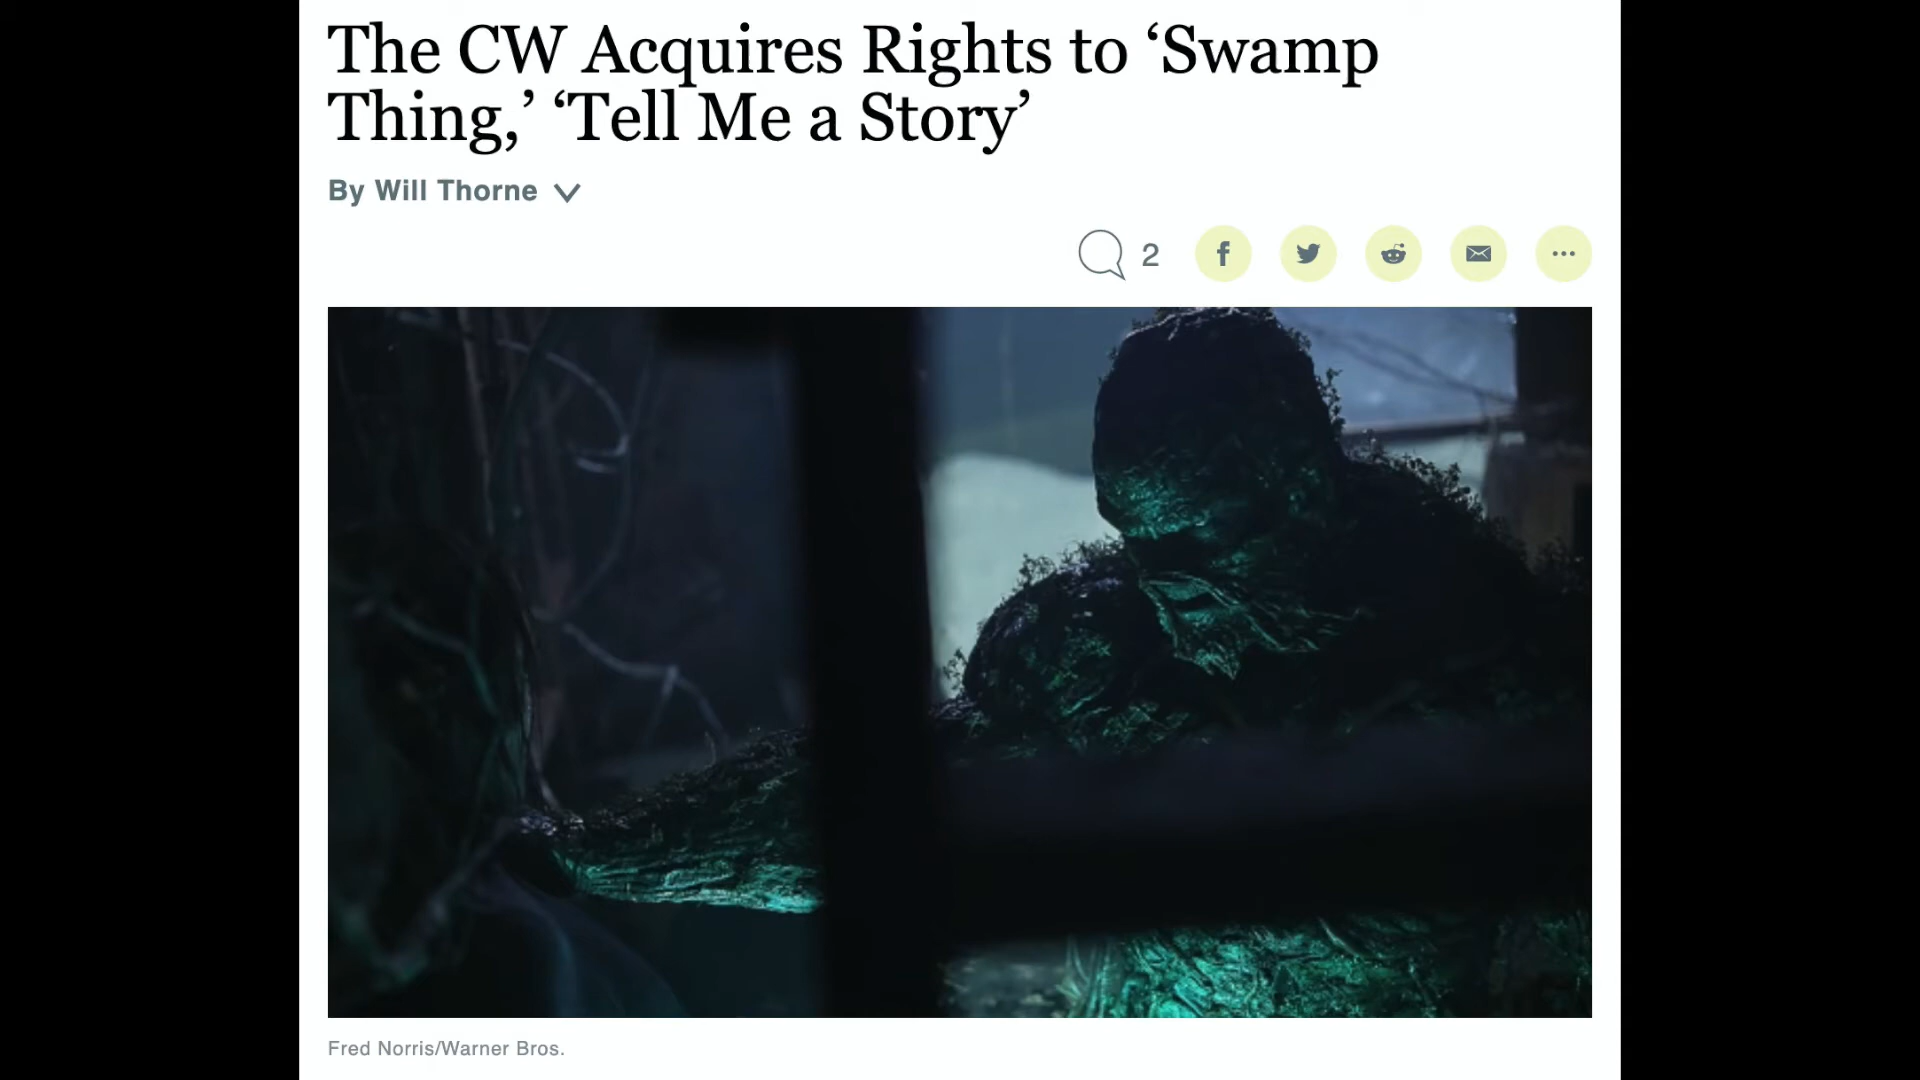 The CW Acquires Rights to ‘Swamp
Thing,’ ‘Tell Me a Story’
By Will Thorne
2
Fred Norris/Warner Bros.